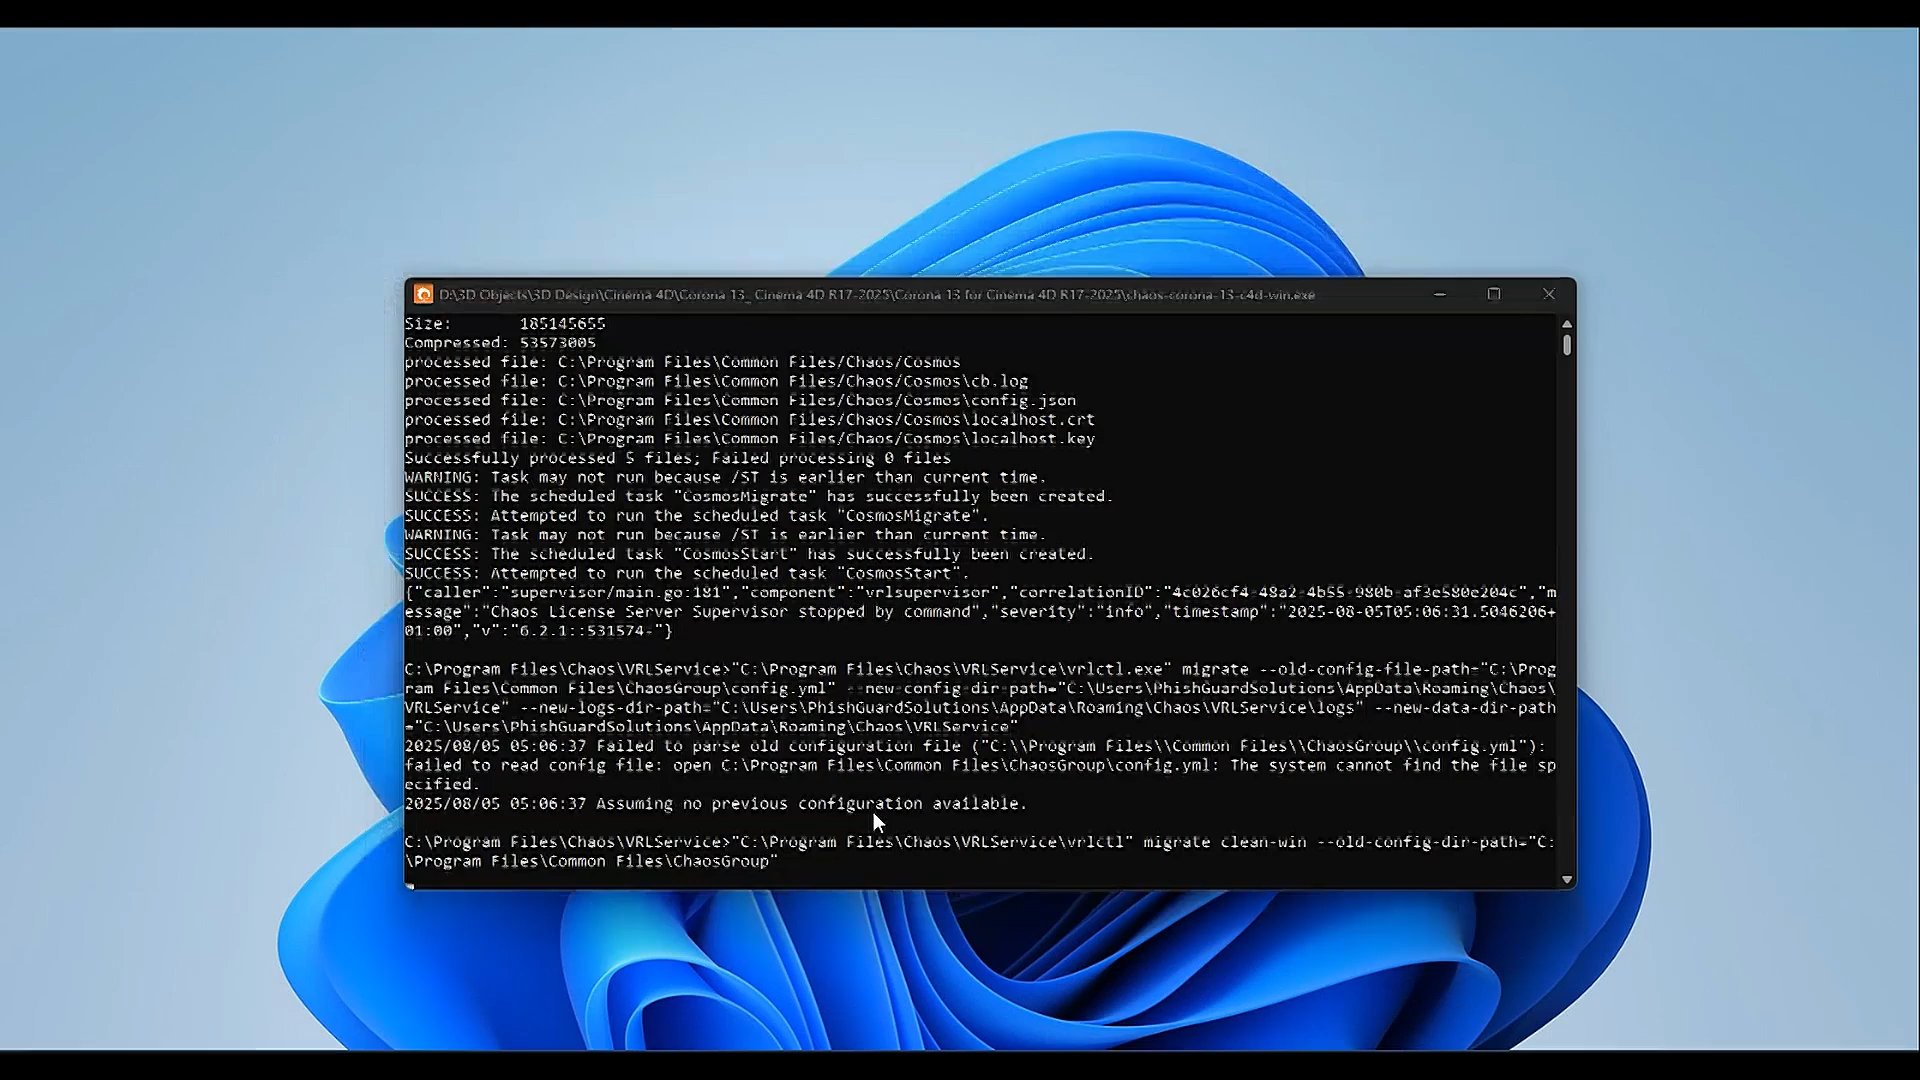 D:\3D Objects\3D Design\Cinema 4D\Corona 13_ Cinema 4D R17-2025\Corona 13 for Cinema 4D R17-2025\chaos-corona-13-c4d-win.exe
Size:       185145655
Compressed: 53573005
processed file: C:\Program Files\Common Files/Chaos/Cosmos
processed file: C:\Program Files\Common Files/Chaos/Cosmos\cb.log
processed file: C:\Program Files\Common Files/Chaos/Cosmos\config.json
processed file: C:\Program Files\Common Files/Chaos/Cosmos\localhost.crt
processed file: C:\Program Files\Common Files/Chaos/Cosmos\localhost.key
Successfully processed 5 files; Failed processing 0 files
WARNING: Task may not run because /ST is earlier than current time.
SUCCESS: The scheduled task "CosmosMigrate" has successfully been created.
SUCCESS: Attempted to run the scheduled task "CosmosMigrate".
WARNING: Task may not run because /ST is earlier than current time.
SUCCESS: The scheduled task "CosmosStart" has successfully been created.
SUCCESS: Attempted to run the scheduled task "CosmosStart".
{"caller":"supervisor/main.go:181","component":"vrlsupervisor","correlationID":"4c026cf4-48a2-4b55-980b-af3e580e204c","m
essage":"Chaos License Server Supervisor stopped by command","severity":"info","timestamp":"2025-08-05T05:06:31.5046206+
01:00","v":"6.2.1::531574-"}
C:\Program Files\Chaos\VRLService>"C:\Program Files\Chaos\VRLService\vrlctl.exe" migrate --old-config-file-path="C:\Prog
ram Files\Common Files\ChaosGroup\config.yml" --new-config-dir-path="C:\Users\PhishGuardSolutions\AppData\Roaming\Chaos\
VRLService" --new-logs-dir-path="C:\Users\PhishGuardSolutions\AppData\Roaming\Chaos\VRLService\logs" --new-data-dir-path
="C:\Users\PhishGuardSolutions\AppData\Roaming\Chaos\VRLService"
2025/08/05 05:06:37 Failed to parse old configuration file ("C:\\Program Files\\Common Files\\ChaosGroup\\config.yml"):
failed to read config file: open C:\Program Files\Common Files\ChaosGroup\config.yml: The system cannot find the file sp
ecified.
2025/08/05 05:06:37 Assuming no previous configuration available.
C:\Program Files\Chaos\VRLService>"C:\Program Files\Chaos\VRLService\vrlctl" migrate clean-win --old-config-dir-path="C:
\Program Files\Common Files\ChaosGroup"